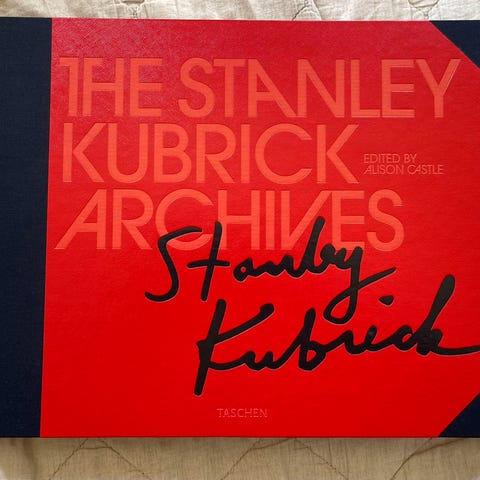 THE STANLEY
KUBRICK
EDITED BY
ALISON CASTLE
ARCHIVES
Stanley
Kubrick
TASCHEN